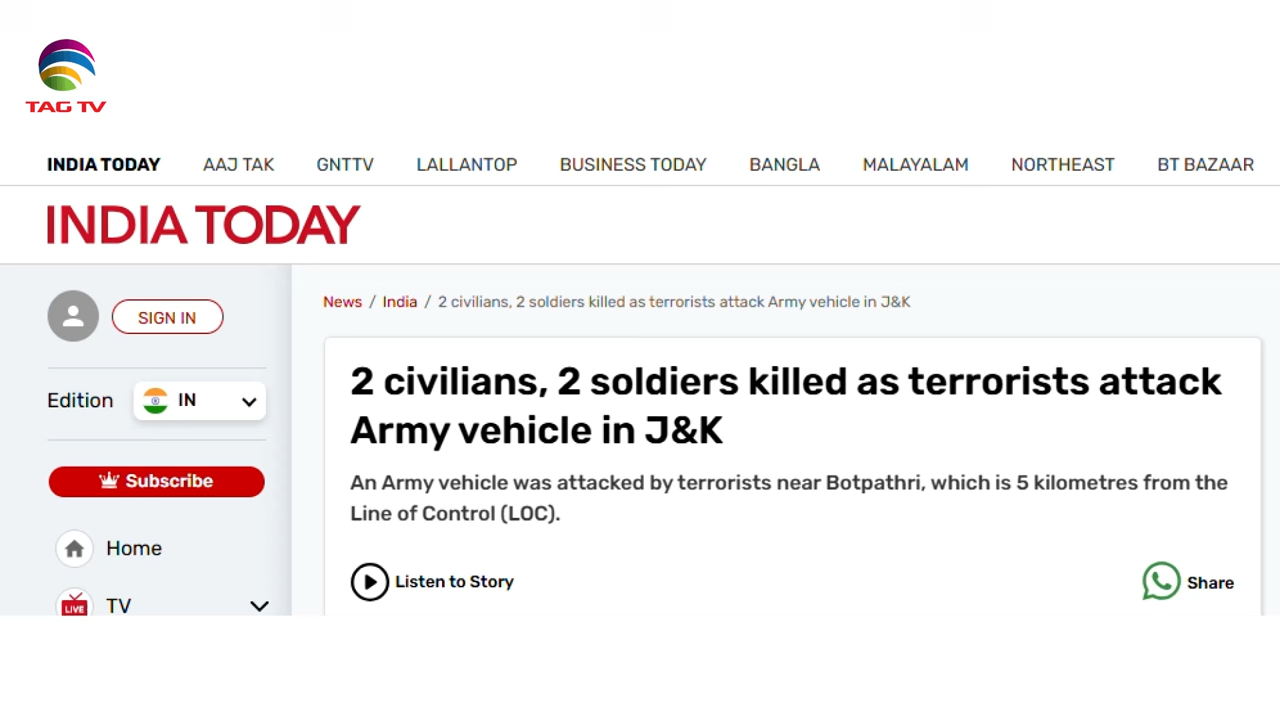 TAG TV
INDIA TODAY AAJ TAK GNTTV LALLANTOP BUSINESS TODAY BANGLA MALAYALAM NORTHEAST BT BAZAAR
INDIA TODAY
SIGN IN
Edition IN
Subscribe
Home
LIVE TV
News / India / 2 civilians, 2 soldiers killed as terrorists attack Army vehicle in J&K
2 civilians, 2 soldiers killed as terrorists attack
Army vehicle in J&K
An Army vehicle was attacked by terrorists near Botpathri, which is 5 kilometres from the
Line of Control (LOC).
Listen to Story Share